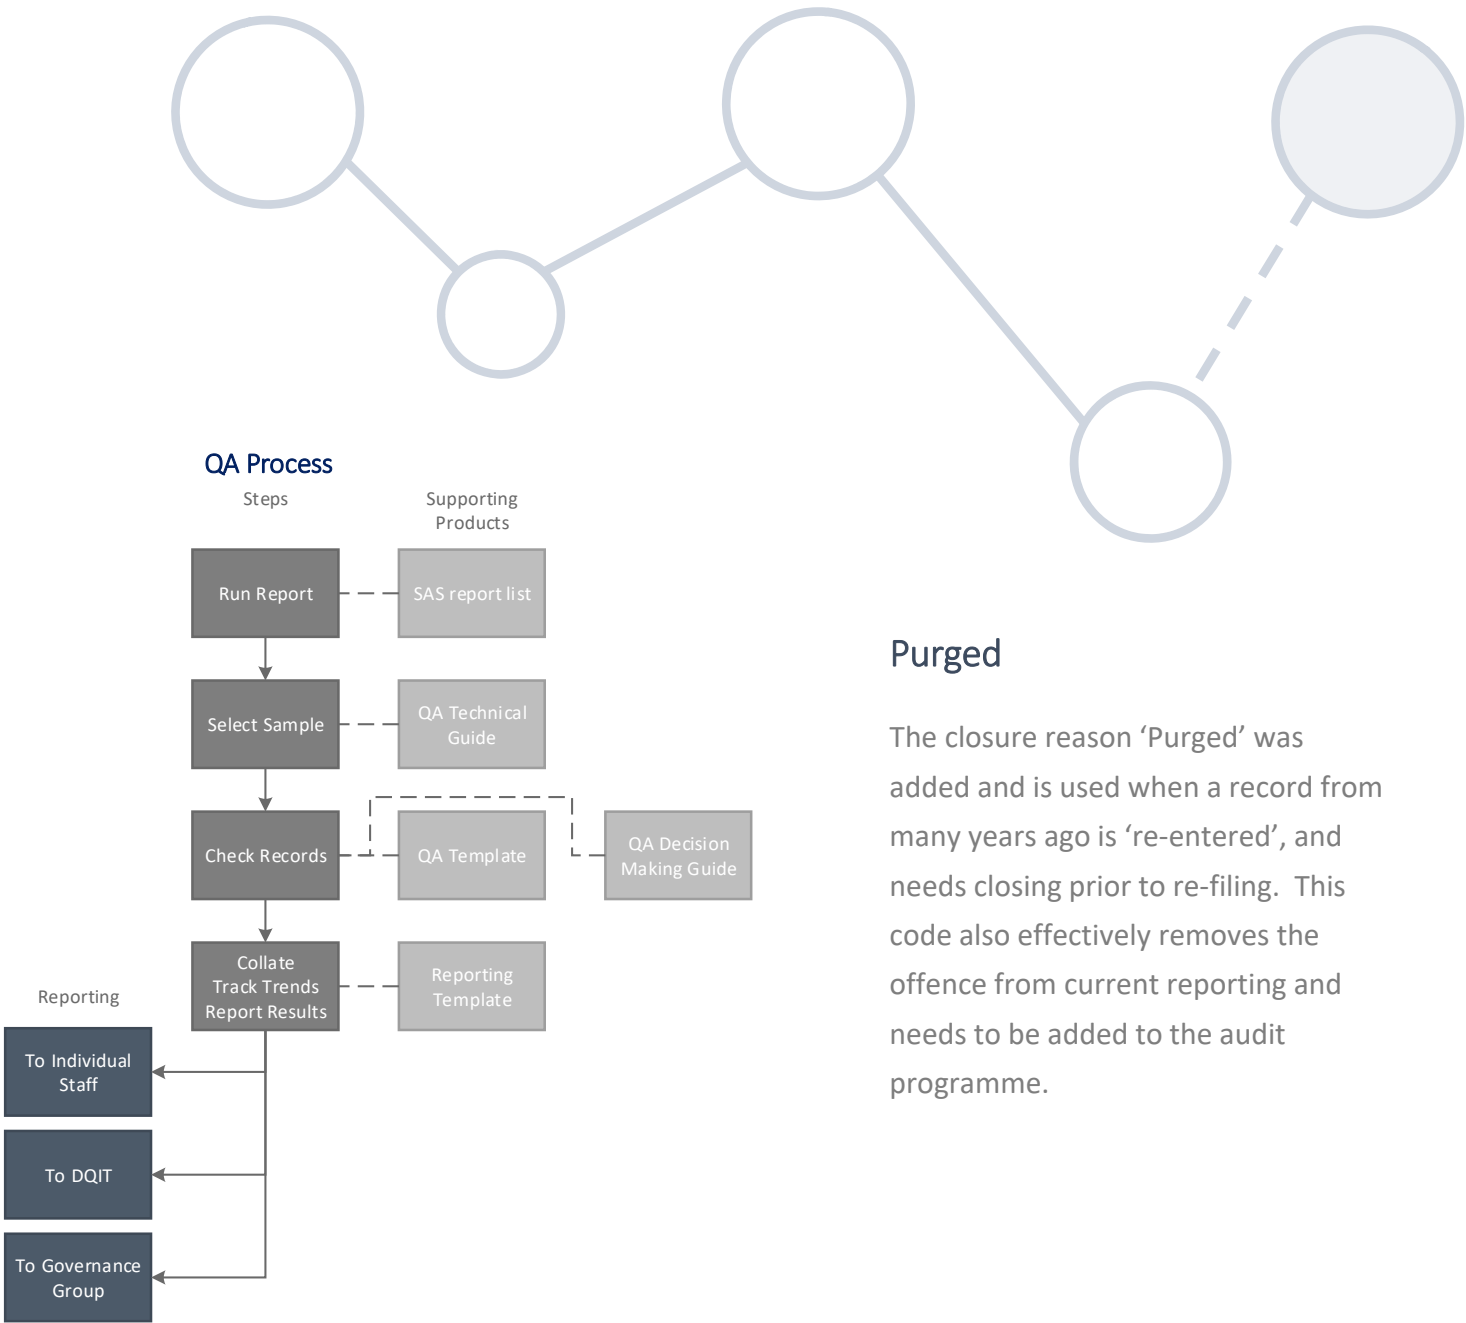 QA Process
Steps
Supporting
Products
Run Report
SAS report list
Select Sample
QA Technical
Guide
Check Records
QA Template
QA Decision
Making Guide
Collate
Track Trends
Report Results
Reporting
Template
Reporting
To Individual
Staff
To DQIT
To Governance
Group
Purged
The closure reason ‘Purged’ was
added and is used when a record from
many years ago is ‘re-entered’, and
needs closing prior to re-filing.  This
code also effectively removes the
offence from current reporting and
needs to be added to the audit
programme.